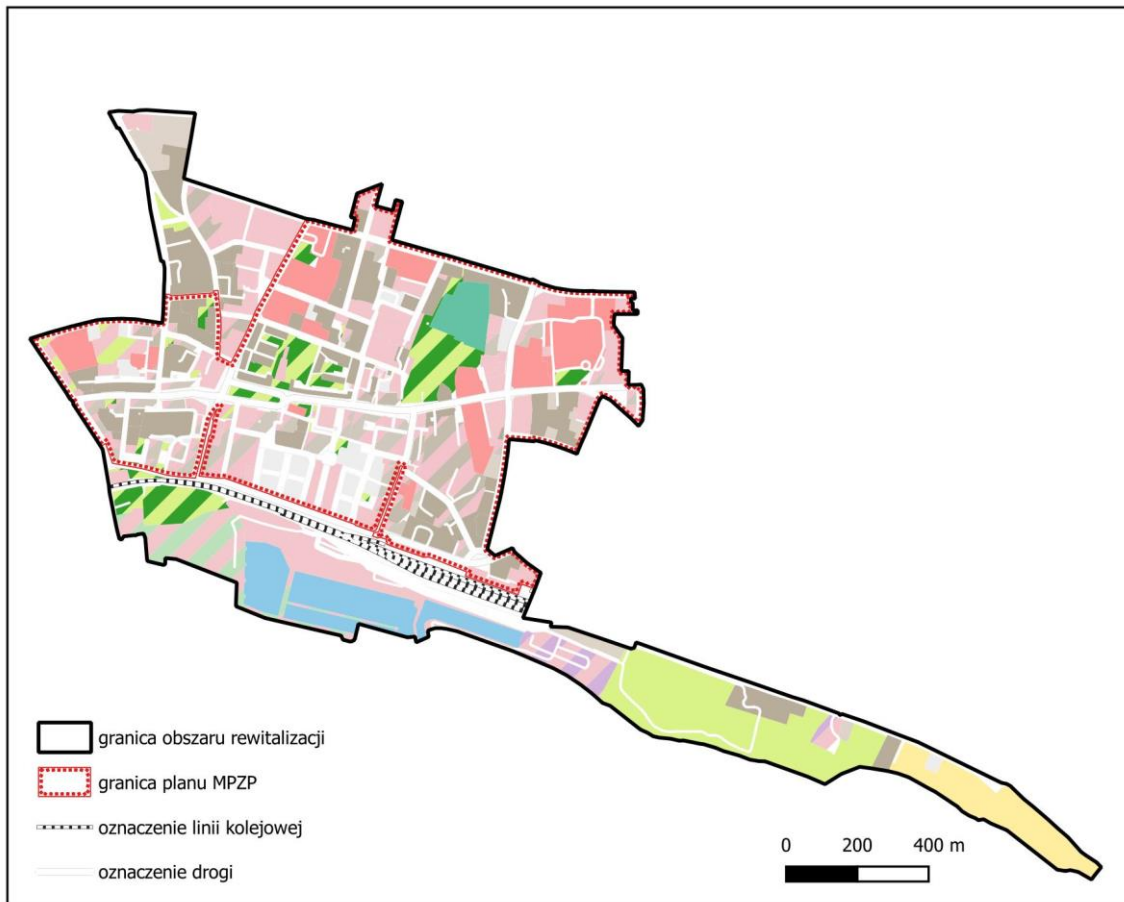 granica obszaru rewitalizacji
granica planu MPZP
oznaczenie linii kolejowej
oznaczenie drogi
0 200 400 m